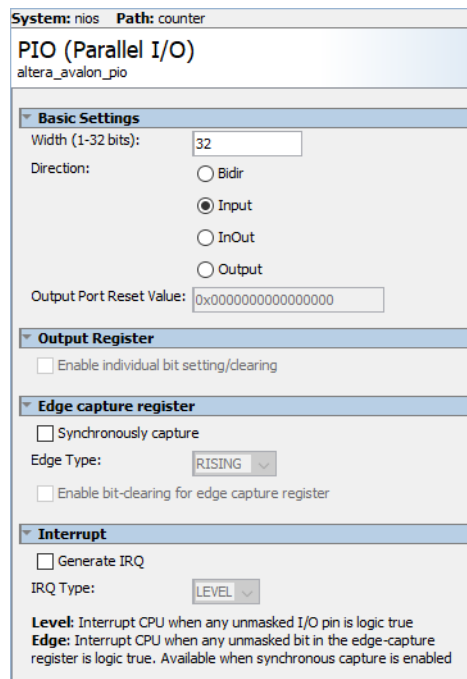 System: nios Path: counter
PIO (Parallel I/O)
altera_avalon_pio
Basic Settings
Width (1-32 bits): 32
Direction: Bidir
Input
InOut
Output
Output Port Reset Value: 0x0000000000000000
Output Register
Enable individual bit setting/clearing
Edge capture register
Synchronously capture
Edge Type: RISING
Enable bit-clearing for edge capture register
Interrupt
Generate IRQ
IRQ Type: LEVEL
Level: Interrupt CPU when any unmasked I/O pin is logic true
Edge: Interrupt CPU when any unmasked bit in the edge-capture
register is logic true. Available when synchronous capture is enabled